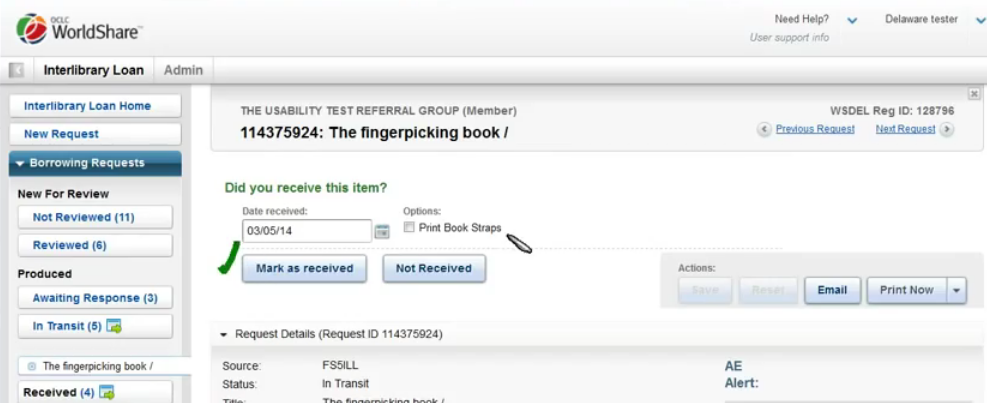 OCLC
WorldShare™
Need Help?
Delaware tester
User support info
Interlibrary Loan
Admin
Interlibrary Loan Home
New Request
Borrowing Requests
New For Review
Not Reviewed (11)
Reviewed (6)
Produced
Awaiting Response (3)
In Transit (5)
The fingerpicking book /
Received (4)
THE USABILITY TEST REFERRAL GROUP (Member)
WSDEL Reg ID: 128796
114375924: The fingerpicking book /
Previous Request
Next Request
Did you receive this item?
Date received:
Options:
03/05/14
Print Book Straps
Mark as received
Not Received
Actions:
Save
Reset
Email
Print Now
Request Details (Request ID 114375924)
Source: FS5ILL
AE
Status: In Transit
Alert:
Title: The fingerpicking book /